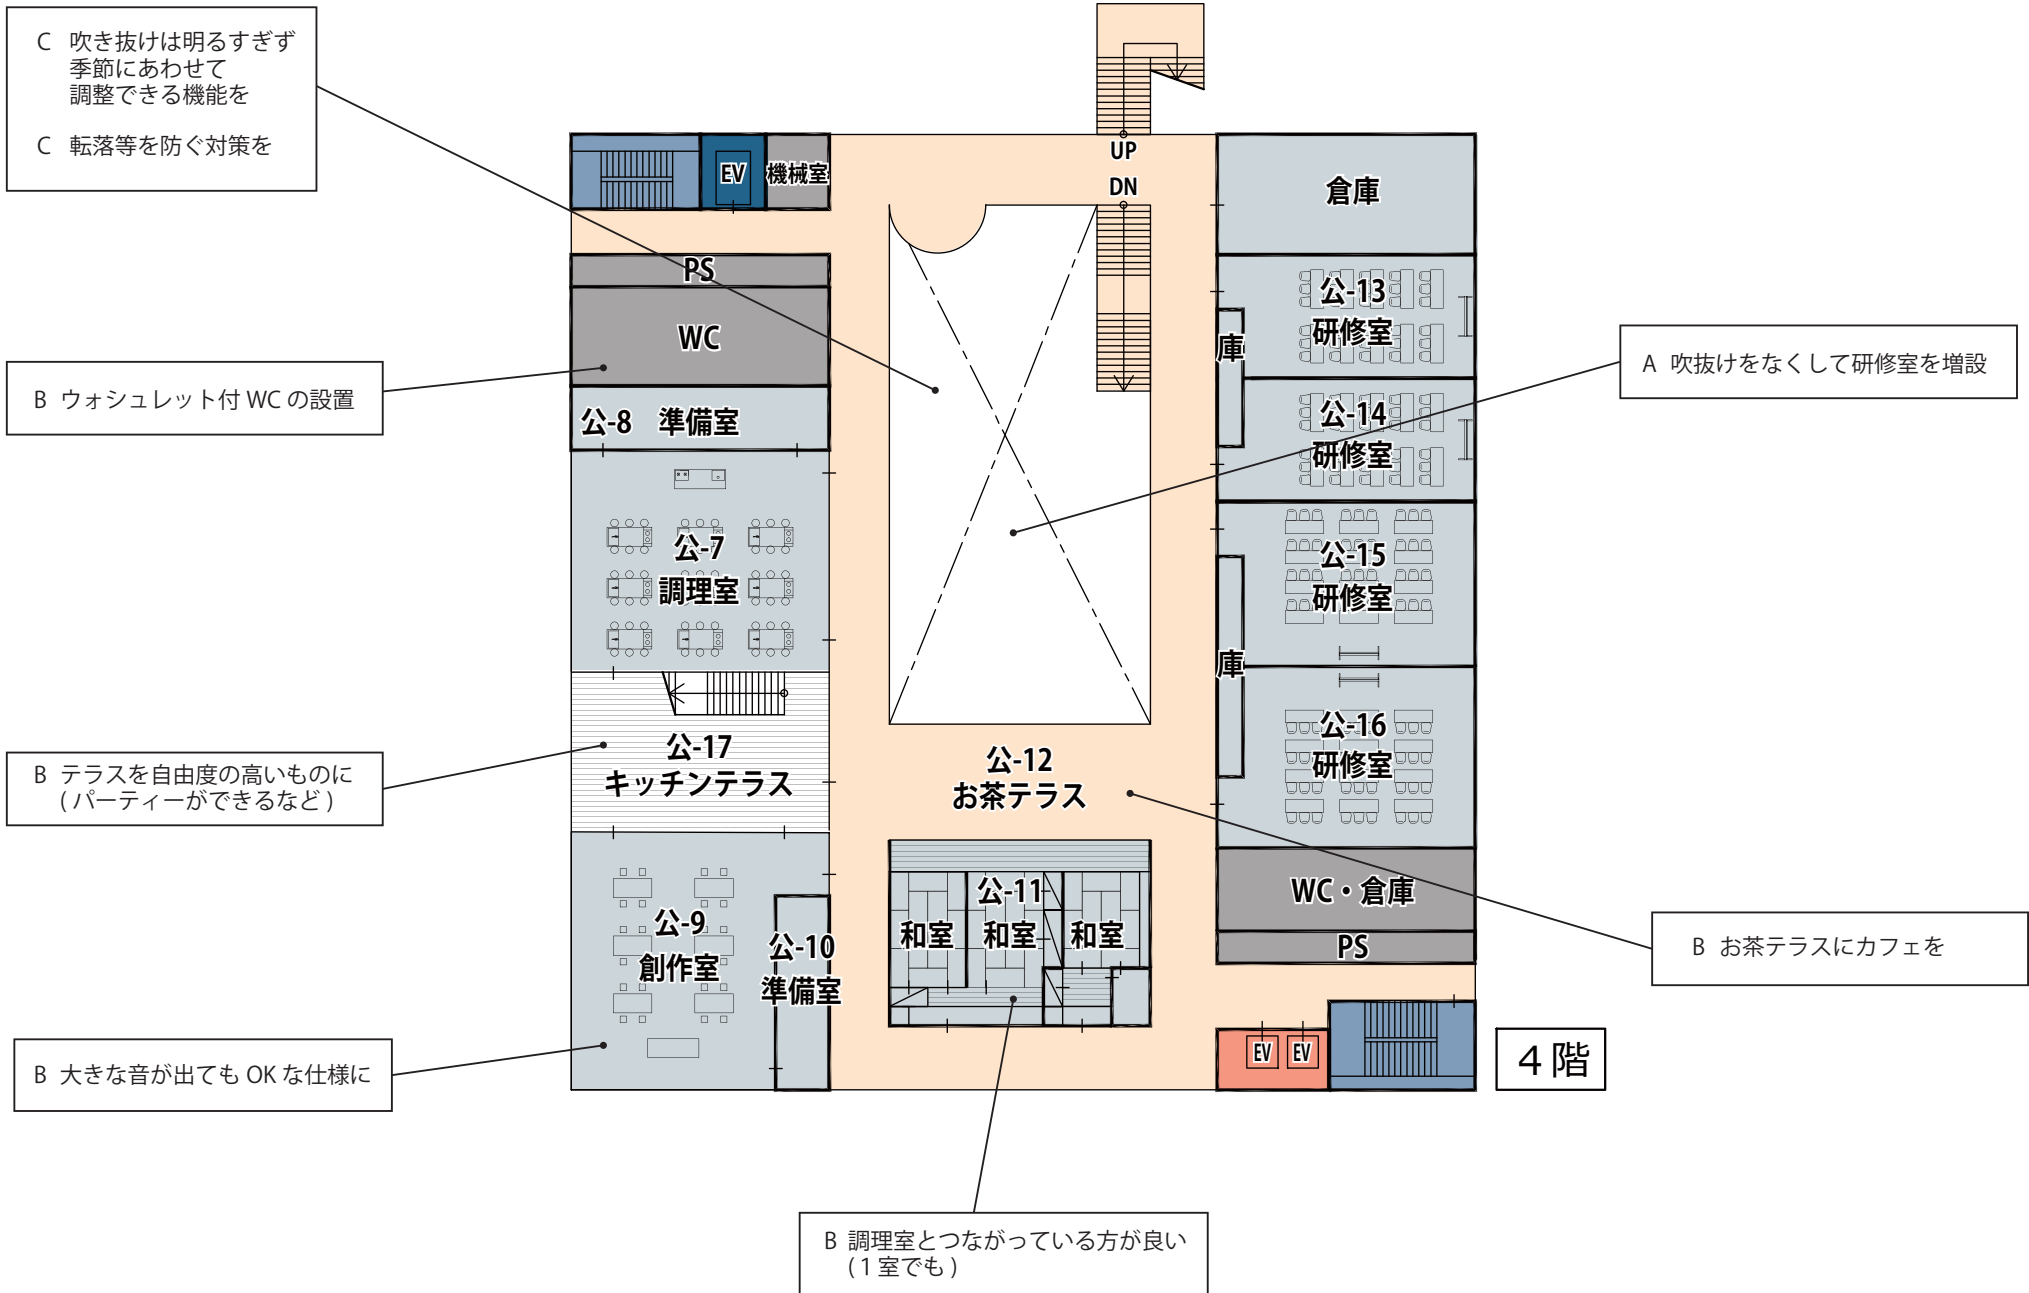 C 吹き抜けは明るすぎず
季節にあわせて
調整できる機能を
C 転落等を防ぐ対策を
UP
DN
EV
機械室
倉庫
PS
WC
公-13
研修室
庫
A 吹抜けをなくして研修室を増設
B ウォシュレット付 WC の設置
公-8 準備室
公-14
研修室
公-7
調理室
公-15
研修室
庫
公-17
キッチンテラス
B テラスを自由度の高いものに
( パーティーができるなど )
公-12
お茶テラス
公-16
研修室
公-11
和室
和室
和室
WC・倉庫
PS
B お茶テラスにカフェを
公-9
創作室
公-10
準備室
EV
EV
4 階
B 大きな音が出ても OK な仕様に
B 調理室とつながっている方が良い
( 1 室でも )